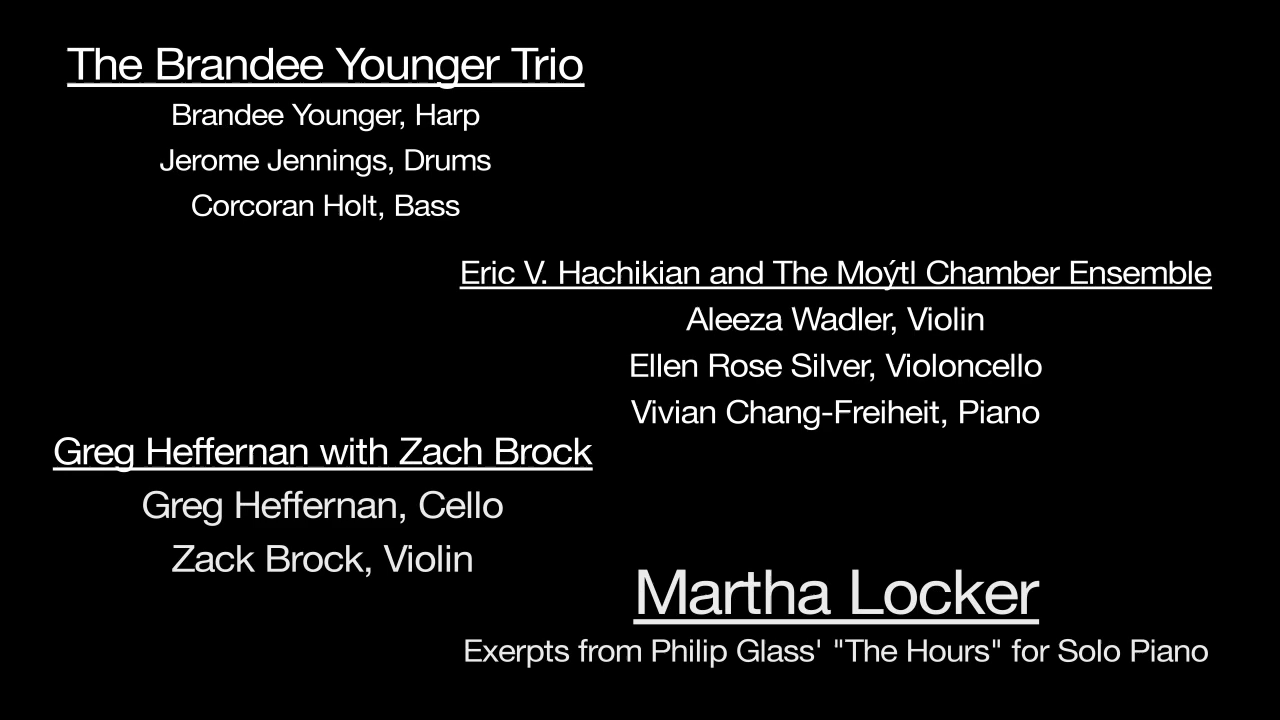 The Brandee Younger Trio
Brandee Younger, Harp
Jerome Jennings, Drums
Corcoran Holt, Bass
Eric V. Hachikian and The Moýtl Chamber Ensemble
Aleeza Wadler, Violin
Ellen Rose Silver, Violoncello
Vivian Chang-Freiheit, Piano
Greg Heffernan with Zach Brock
Greg Heffernan, Cello
Zack Brock, Violin
Martha Locker
Exerpts from Philip Glass' "The Hours" for Solo Piano